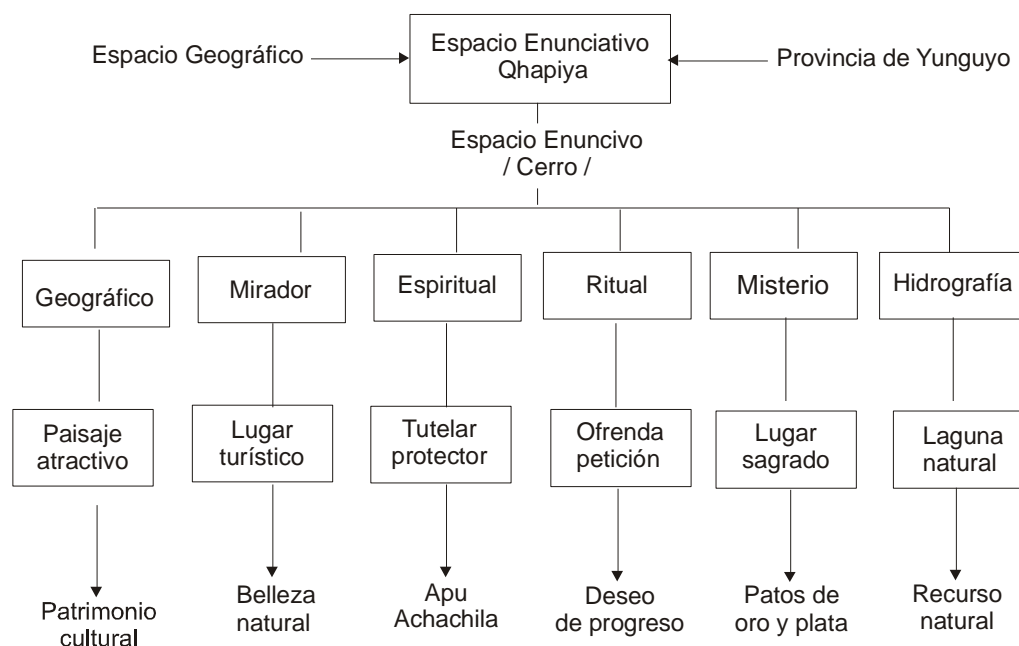 Espacio Geográfico
Espacio Enunciativo
Qhapiya
Provincia de Yunguyo
Espacio Enuncivo
/ Cerro /
Geográfico
Mirador
Espiritual
Ritual
Misterio
Hidrografía
Paisaje
atractivo
Lugar
turístico
Tutelar
protector
Ofrenda
petición
Lugar
sagrado
Laguna
natural
Patrimonio
cultural
Belleza
natural
Apu
Achachila
Deseo
de progreso
Patos de
oro y plata
Recurso
natural